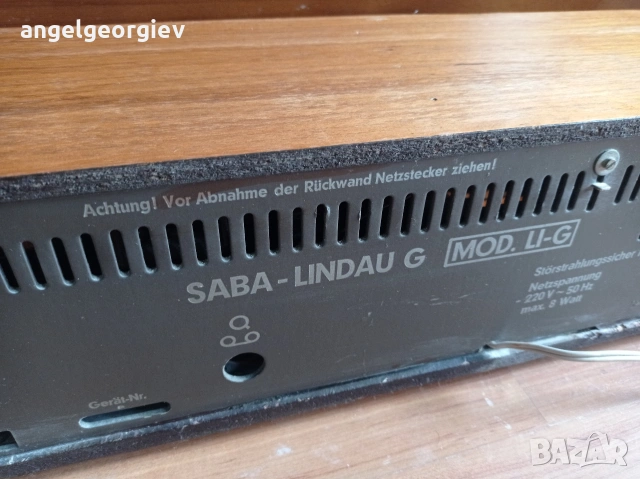 angelgeorgiev
Achtung! Vor Abnahme der Rückwand Netzstecker ziehen!
SABA - LINDAU G MOD. LI-G
Störstrahlungssicher
Netzspannung
~ 220 V ~ 50 Hz
max. 8 Watt
Gerät-Nr.
BAZAR